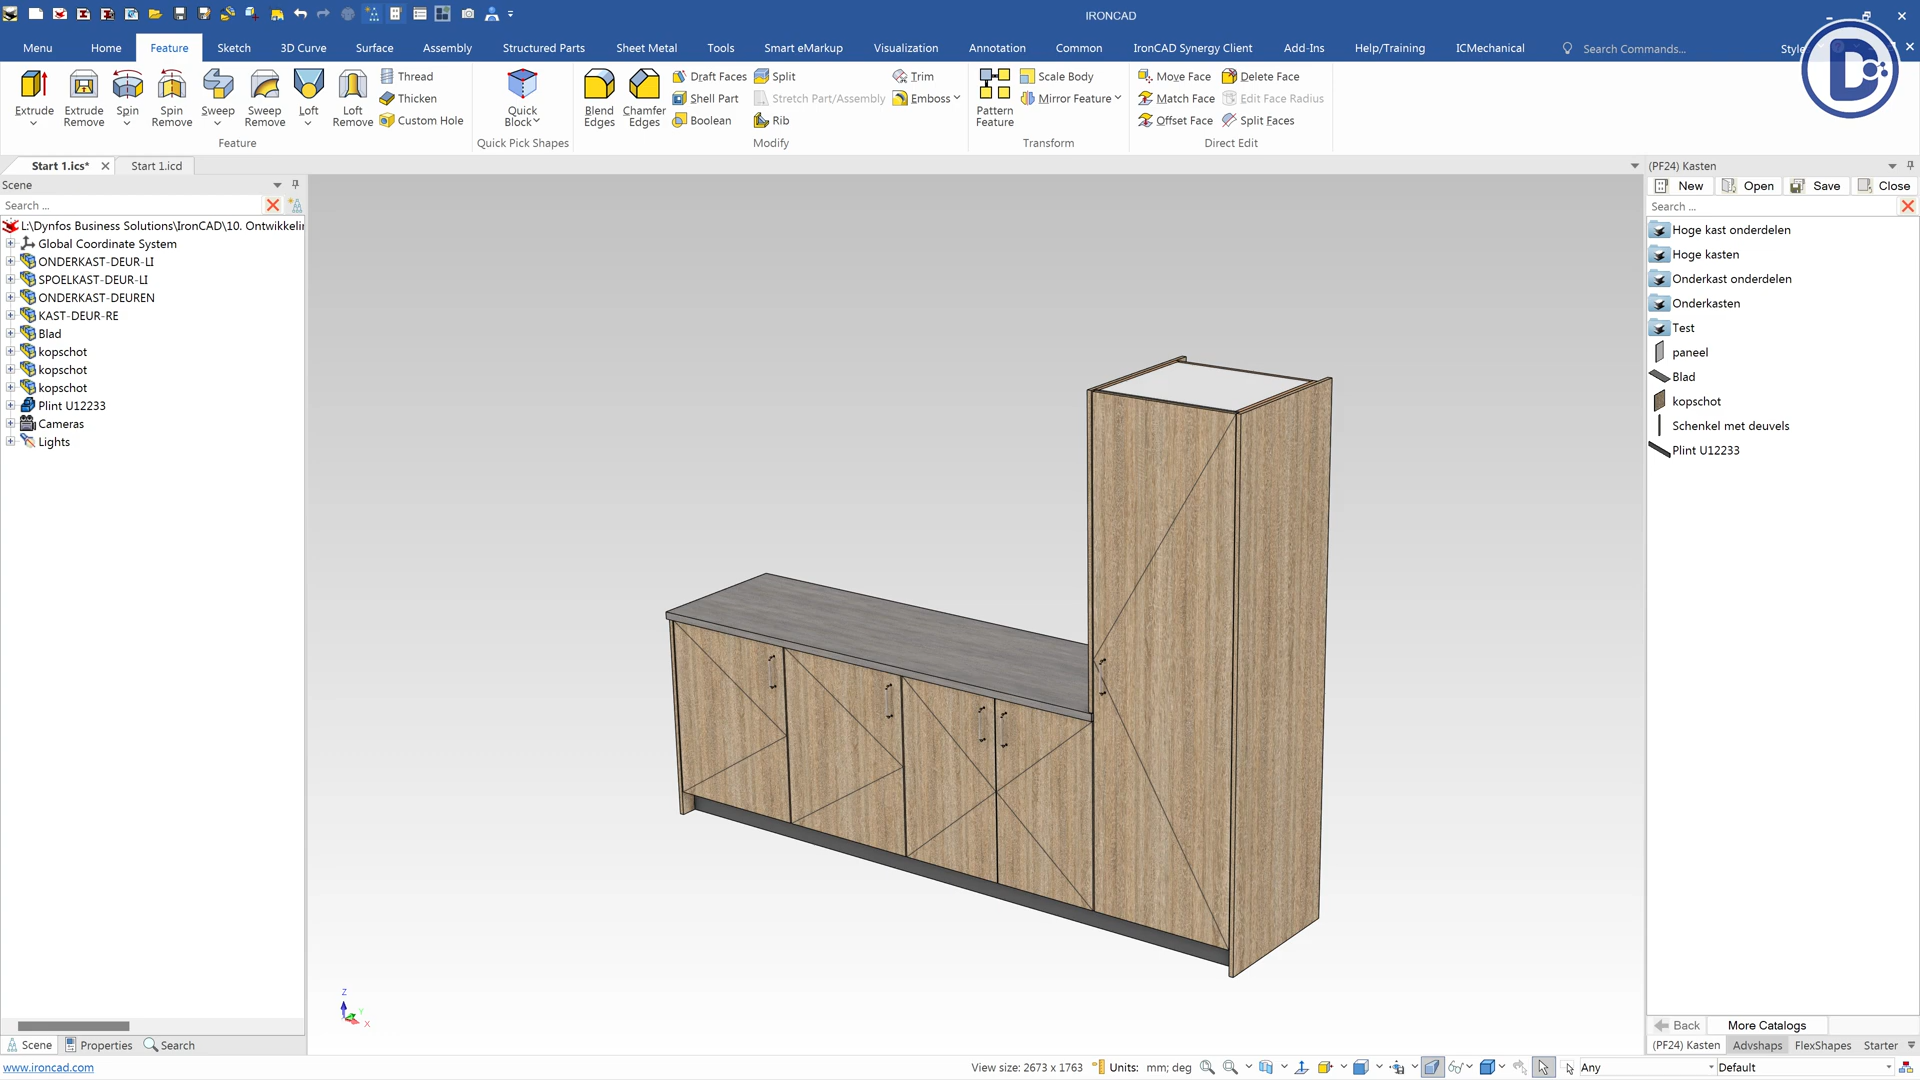 IRONCAD
Menu Home Feature Sketch 3D Curve Surface Assembly Structured Parts Sheet Metal Tools Smart eMarkup Visualization Annotation Common IronCAD Synergy Client Add-Ins Help/Training ICMechanical Search Commands... Style
Extrude
Extrude Remove
Spin
Spin Remove
Sweep
Sweep Remove
Loft
Loft Remove
Thread
Thicken
Custom Hole
Feature
Quick Block
Quick Pick Shapes
Blend Edges
Chamfer Edges
Draft Faces
Shell Part
Boolean
Split
Stretch Part/Assembly
Rib
Trim
Emboss
Modify
Pattern Feature
Scale Body
Mirror Feature
Transform
Move Face
Match Face
Offset Face
Delete Face
Edit Face Radius
Split Faces
Direct Edit
D
Start 1.ics*
Start 1.icd
Scene
Search ...
L:\Dynfos Business Solutions\IronCAD\10. Ontwikkelin
Global Coordinate System
ONDERKAST-DEUR-LI
SPOELKAST-DEUR-LI
ONDERKAST-DEUREN
KAST-DEUR-RE
Blad
kopschot
kopschot
kopschot
Plint U12233
Cameras
Lights
Z
Y
X
(PF24) Kasten
New Open Save Close
Search ...
Hoge kast onderdelen
Hoge kasten
Onderkast onderdelen
Onderkasten
Test
paneel
Blad
kopschot
Schenkel met deuvels
Plint U12233
Back More Catalogs
(PF24) Kasten Advshaps FlexShapes Starter
Scene Properties Search
www.ironcad.com
View size: 2673 x 1763 Units: mm; deg Any Default